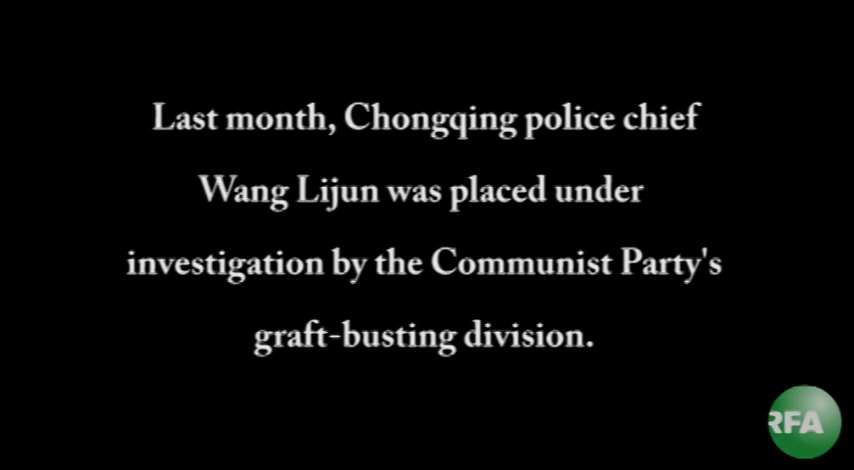 Last month, Chongqing police chief
Wang Lijun was placed under
investigation by the Communist Party's
graft-busting division.
RFA